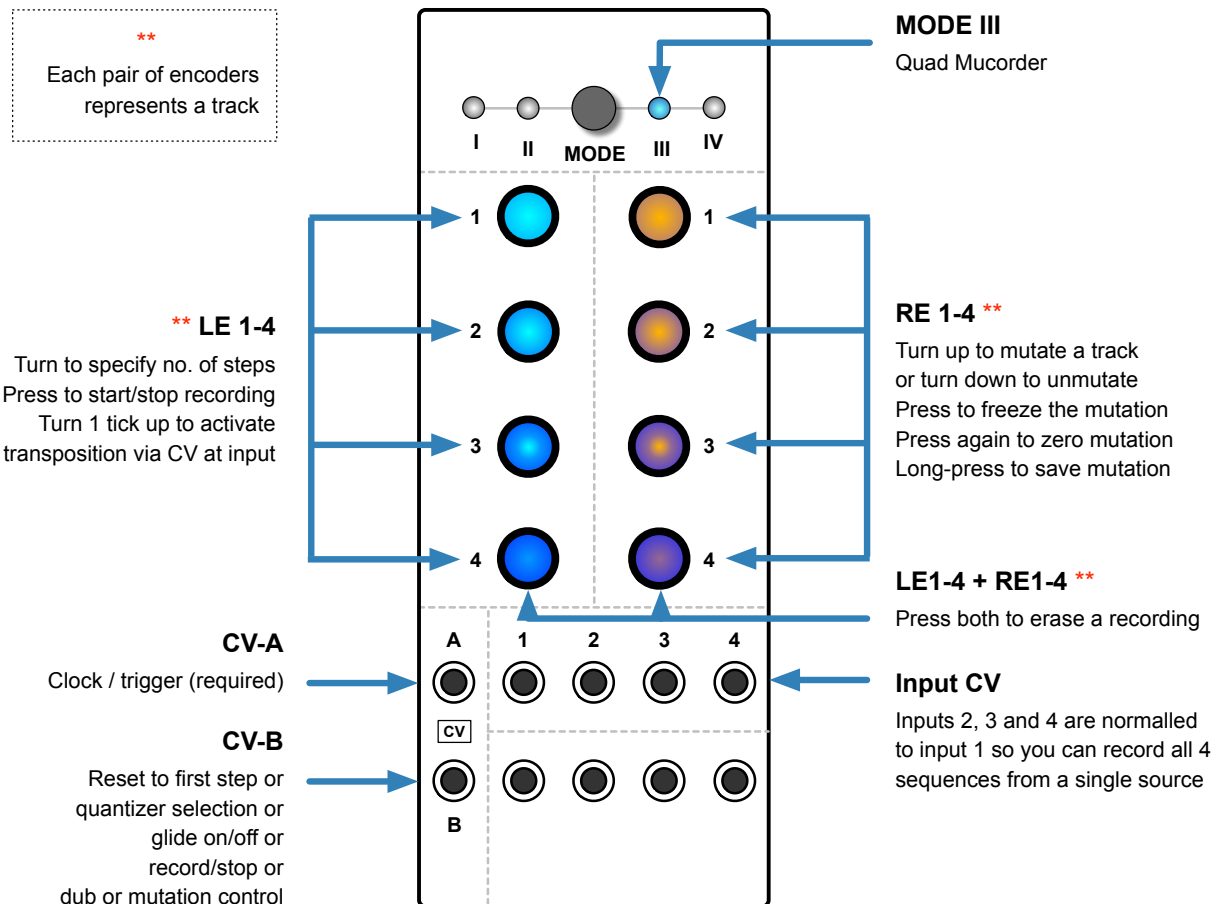 **
Each pair of encoders
represents a track
MODE III
Quad Mucorder
I
II
MODE
III
IV
1
1
2
2
3
3
4
4
** LE 1-4
Turn to specify no. of steps
Press to start/stop recording
Turn 1 tick up to activate
transposition via CV at input
RE 1-4 **
Turn up to mutate a track
or turn down to unmutate
Press to freeze the mutation
Press again to zero mutation
Long-press to save mutation
LE1-4 + RE1-4 **
Press both to erase a recording
CV-A
Clock / trigger (required)
A
1
2
3
4
CV
B
Input CV
Inputs 2, 3 and 4 are normalled
to input 1 so you can record all 4
sequences from a single source
CV-B
Reset to first step or
quantizer selection or
glide on/off or
record/stop or
dub or mutation control